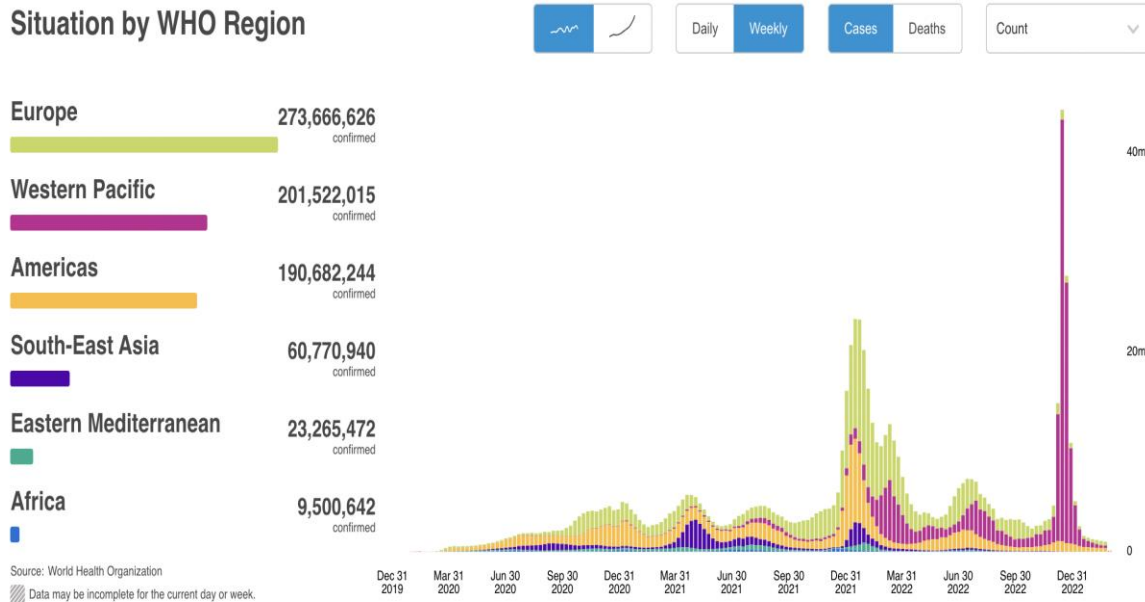 Situation by WHO Region
Daily
Weekly
Cases
Deaths
Count
Europe
273,666,626
confirmed
Western Pacific
201,522,015
confirmed
Americas
190,682,244
confirmed
South-East Asia
60,770,940
confirmed
Eastern Mediterranean
23,265,472
confirmed
Africa
9,500,642
confirmed
Source: World Health Organization
Data may be incomplete for the current day or week.
40m
20m
0
Dec 31 Mar 31 Jun 30 Sep 30 Dec 31 Mar 31 Jun 30 Sep 30 Dec 31 Mar 31 Jun 30 Sep 30 Dec 31
2019 2020 2020 2020 2020 2021 2021 2021 2021 2022 2022 2022 2022